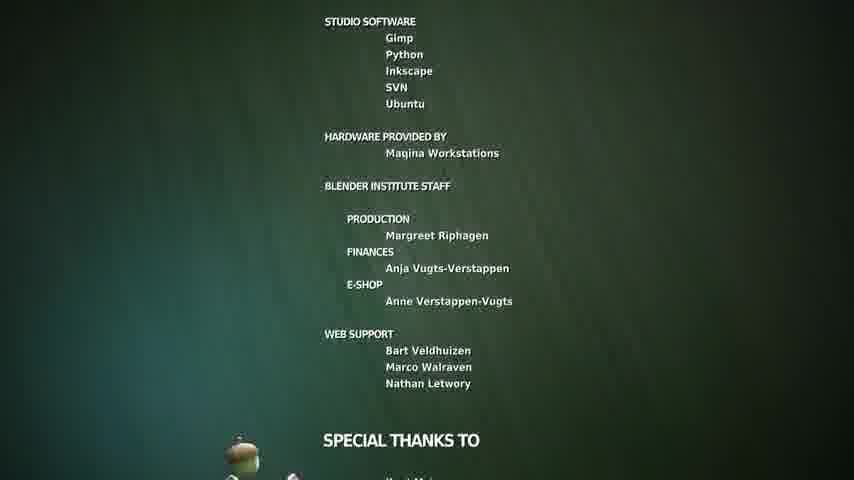 STUDIO SOFTWARE
Gimp
Python
Inkscape
SVN
Ubuntu
HARDWARE PROVIDED BY
Maqina Workstations
BLENDER INSTITUTE STAFF
PRODUCTION
Margreet Riphagen
FINANCES
Anja Vugts-Verstappen
E-SHOP
Anne Verstappen-Vugts
WEB SUPPORT
Bart Veldhuizen
Marco Walraven
Nathan Letwory
SPECIAL THANKS TO